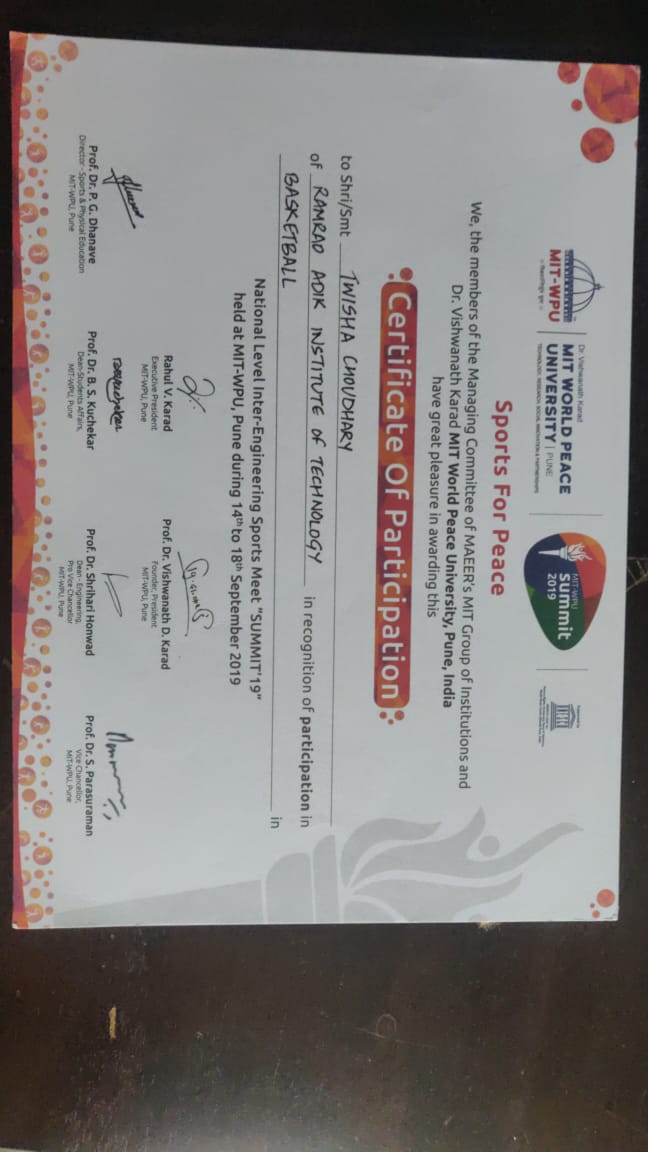 MIT-WPU
Dr. Vishwanath Karad
MIT WORLD PEACE
UNIVERSITY | PUNE
TECHNOLOGY, RESEARCH, SOCIAL INNOVATION & PARTNERSHIPS
MIT-WPU
Summit
2019
Sports For Peace
We, the members of the Managing Committee of MAEER's MIT Group of Institutions and
Dr. Vishwanath Karad MIT World Peace University, Pune, India
have great pleasure in awarding this
Certificate Of Participation
to Shri/Smt TWISHA CHOUDHARY
of RAMRAO ADIK INSTITUTE OF TECHNOLOGY in recognition of participation in
BASKETBALL in
National Level Inter-Engineering Sports Meet "SUMMIT'19"
held at MIT-WPU, Pune during 14th to 18th September 2019
Rahul V. Karad
Executive President
MIT-WPU, Pune
Prof. Dr. Vishwanath D. Karad
Founder, President,
MIT-WPU, Pune
Prof. Dr. P. G. Dhanave
Director - Sports & Physical Education
MIT-WPU, Pune
Prof. Dr. B. S. Kuchekar
Dean-Students Affairs,
MIT-WPU, Pune
Prof. Dr. Shrihari Honwad
Dean - Engineering,
Pro Vice Chancellor
MIT-WPU, Pune
Prof. Dr. S. Parasuraman
Vice Chancellor,
MIT-WPU, Pune